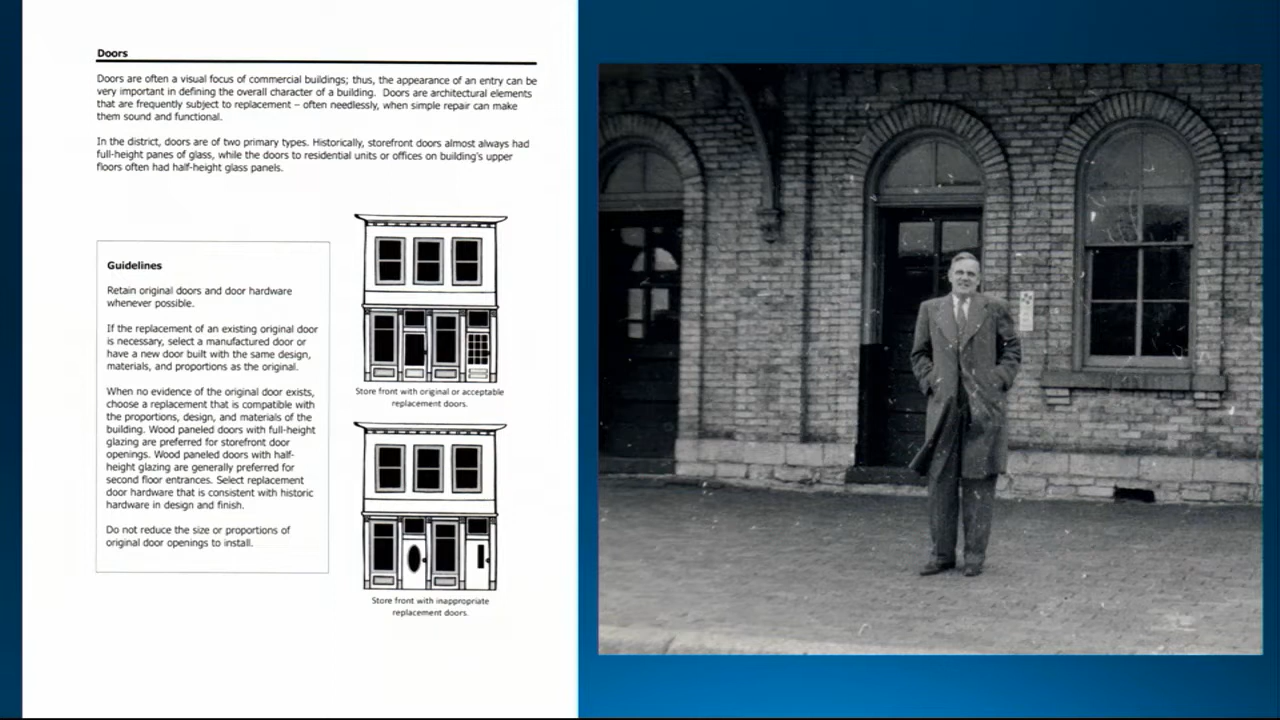 Doors
Doors are often a visual focus of commercial buildings; thus, the appearance of an entry can be
very important in defining the overall character of a building. Doors are architectural elements
that are frequently subject to replacement – often needlessly, when simple repair can make
them sound and functional.
In the district, doors are of two primary types. Historically, storefront doors almost always had
full-height panes of glass, while the doors to residential units or offices on building's upper
floors often had half-height glass panels.
Guidelines
Retain original doors and door hardware
whenever possible.
If the replacement of an existing original door
is necessary, select a manufactured door or
have a new door built with the same design,
materials, and proportions as the original.
When no evidence of the original door exists,
choose a replacement that is compatible with
the proportions, design, and materials of the
building. Wood paneled doors with full-height
glazing are preferred for storefront door
openings. Wood paneled doors with half-
height glazing are generally preferred for
second floor entrances. Select replacement
door hardware that is consistent with historic
hardware in design and finish.
Do not reduce the size or proportions of
original door openings to install.
Store front with original or acceptable
replacement doors.
Store front with inappropriate
replacement doors.